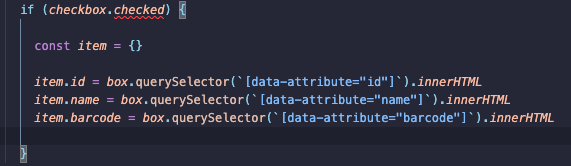 if (checkbox.checked) {
const item = {}
item.id = box.querySelector(`[data-attribute="id"]`).innerHTML
item.name = box.querySelector(`[data-attribute="name"]`).innerHTML
item.barcode = box.querySelector(`[data-attribute="barcode"]`).innerHTML
}